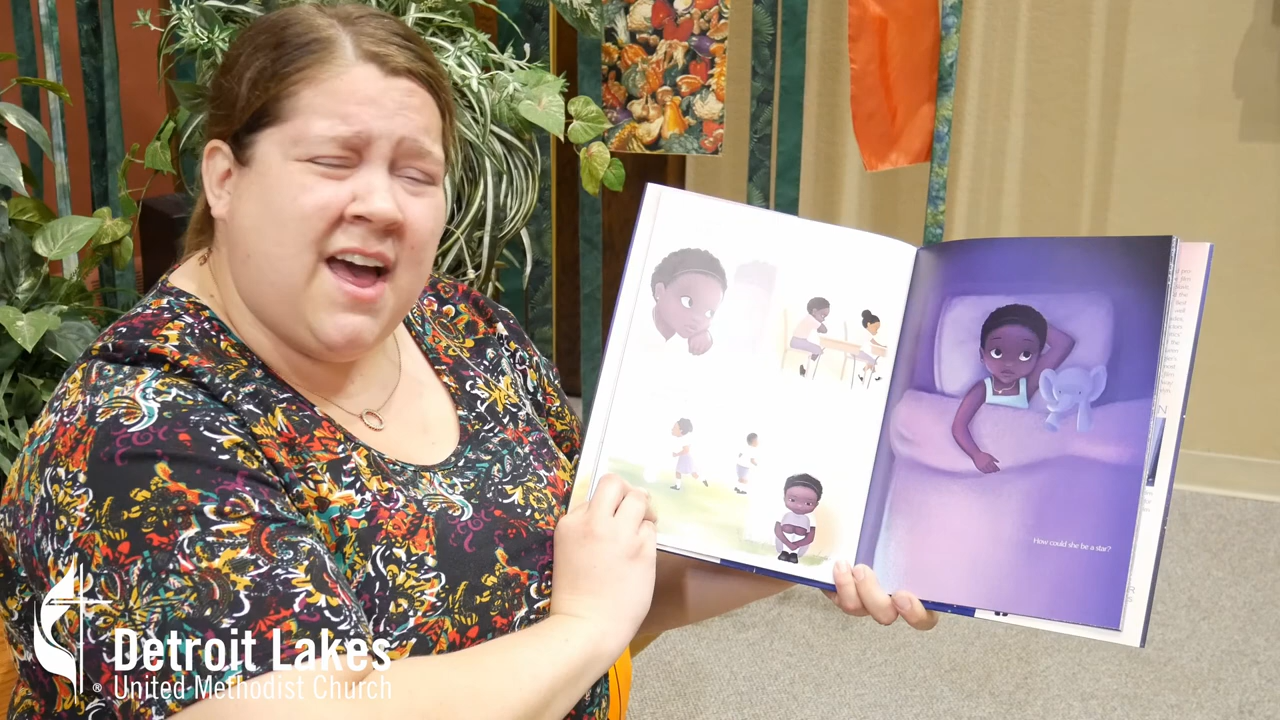 How could she be a star?
Detroit Lakes
® United Methodist Church